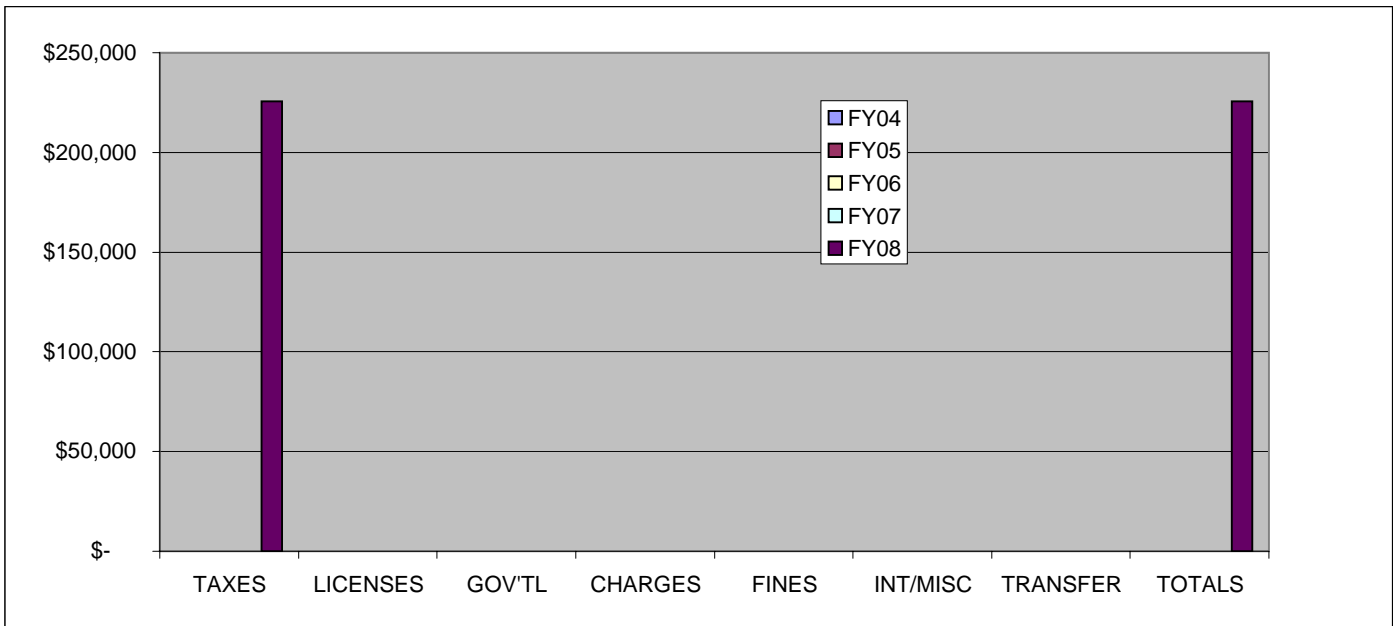 $250,000
$200,000
$150,000
$100,000
$50,000
$-
FY04
FY05
FY06
FY07
FY08
TAXES LICENSES GOV'TL CHARGES FINES INT/MISC TRANSFER TOTALS